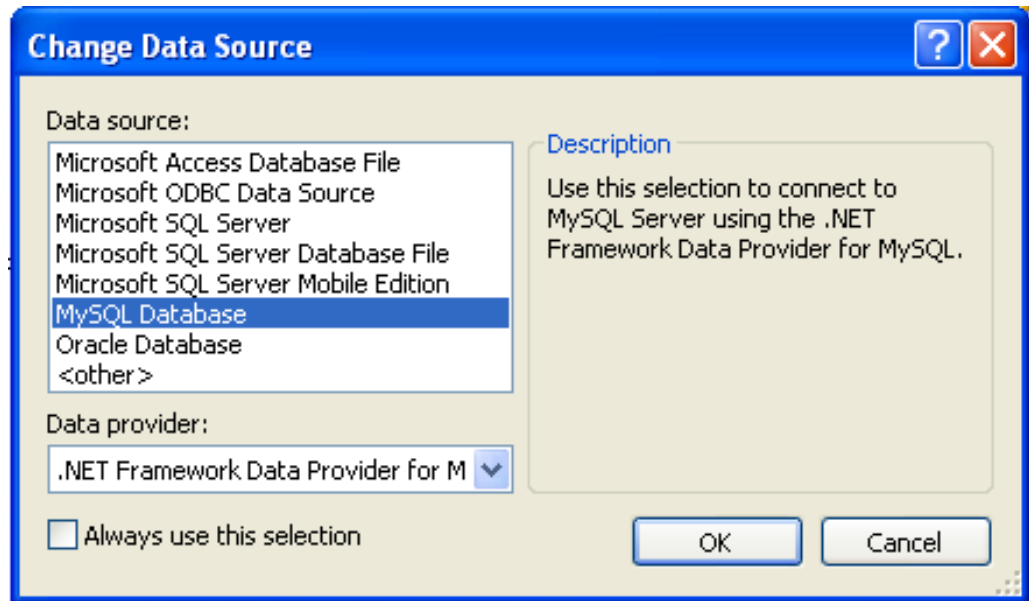 Change Data Source
Data source:
Microsoft Access Database File
Microsoft ODBC Data Source
Microsoft SQL Server
Microsoft SQL Server Database File
Microsoft SQL Server Mobile Edition
MySQL Database
Oracle Database
<other>
Description
Use this selection to connect to
MySQL Server using the .NET
Framework Data Provider for MySQL.
Data provider:
.NET Framework Data Provider for M
Always use this selection
OK
Cancel